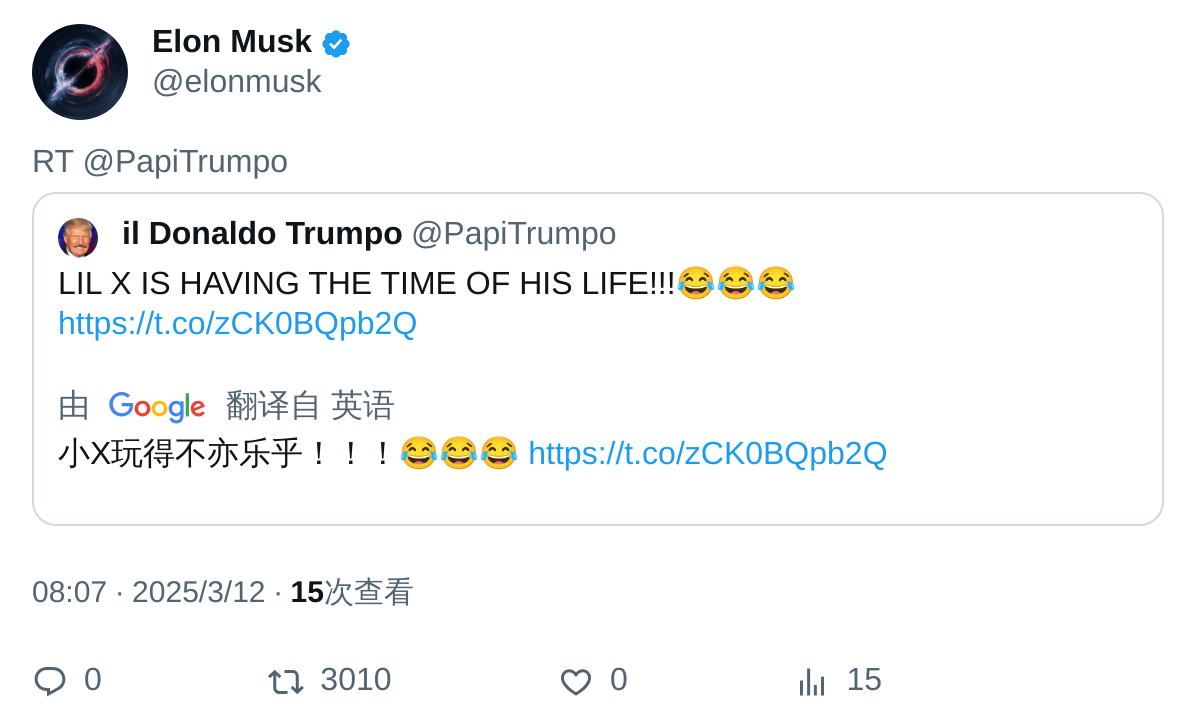 Elon Musk
@elonmusk
RT @PapiTrumpo
il Donaldo Trumpo @PapiTrumpo
LIL X IS HAVING THE TIME OF HIS LIFE!!!😂😂😂
https://t.co/zCK0BQpb2Q
由 Google 翻译自 英语
小X玩得不亦乐乎！！！😂😂😂 https://t.co/zCK0BQpb2Q
08:07 · 2025/3/12 · 15次查看
0 3010 0 15